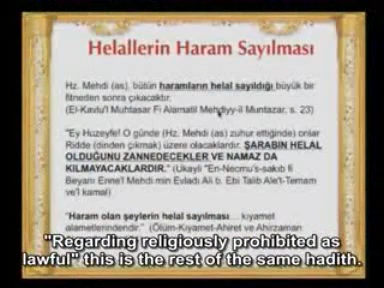 Helallerin Haram Sayılması
Hz. Mehdi (as), bütün haramların helal sayıldığı büyük bir
fitneden sonra çıkacaktır.
(El-Kavlu'l Muhtasar Fi Alamatil Mehdiyy-il Muntazar, s. 23)
"Ey Huzeyfe! O günde (Hz. Mehdi (as) zuhur ettiğinde) onlar
Ridde (dinden çıkmak) üzere olacaklardır. ŞARABIN HELAL
OLDUĞUNU ZANNEDECEKLER VE NAMAZ DA
KILMAYACAKLARDIR." (Ukayli "En-Necmu's-sakıb fi
Beyanı Enne'l Mehdi min Evladı Ali b. Ebi Talib Ale't-Temam
ve'l kamal)
"Haram olan şeylerin helal sayılması... kıyamet
alametlerindendir." (Ölüm-Kıyamet-Ahiret ve Ahirzaman
"Regarding religiously prohibited as
lawful" this is the rest of the same hadith.